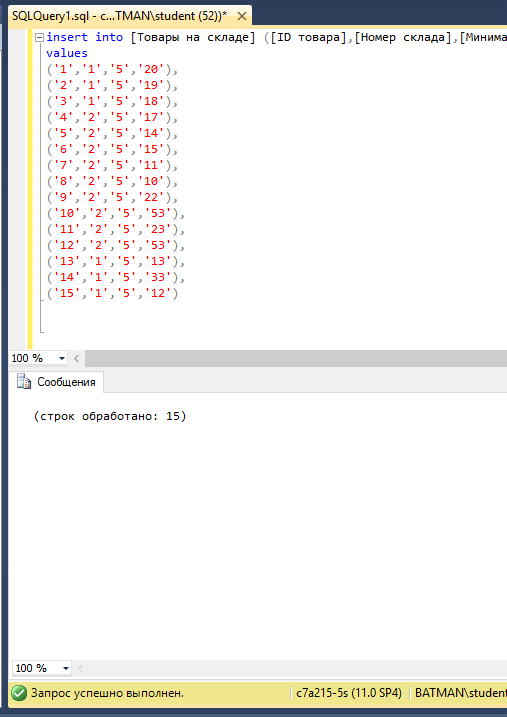 SQLQuery1.sql - c...TMAN\student (52))*
insert into [Товары на складе] ([ID товара],[Номер склада],[Минима
values
('1','1','5','20'),
('2','1','5','19'),
('3','1','5','18'),
('4','2','5','17'),
('5','2','5','14'),
('6','2','5','15'),
('7','2','5','11'),
('8','2','5','10'),
('9','2','5','22'),
('10','2','5','53'),
('11','2','5','23'),
('12','2','5','53'),
('13','1','5','13'),
('14','1','5','33'),
('15','1','5','12')
100 %
Сообщения
(строк обработано: 15)
100 %
Запрос успешно выполнен. c7a215-5s (11.0 SP4) BATMAN\student